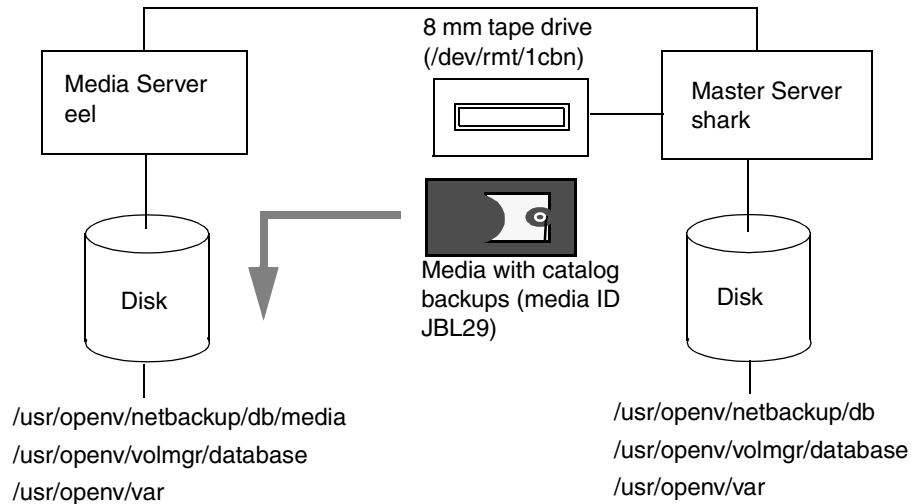 8 mm tape drive
(/dev/rmt/1cbn)
Media Server
eel
Master Server
shark
Media with catalog
backups (media ID
JBL29)
Disk
Disk
/usr/openv/netbackup/db/media
/usr/openv/volmgr/database
/usr/openv/var
/usr/openv/netbackup/db
/usr/openv/volmgr/database
/usr/openv/var